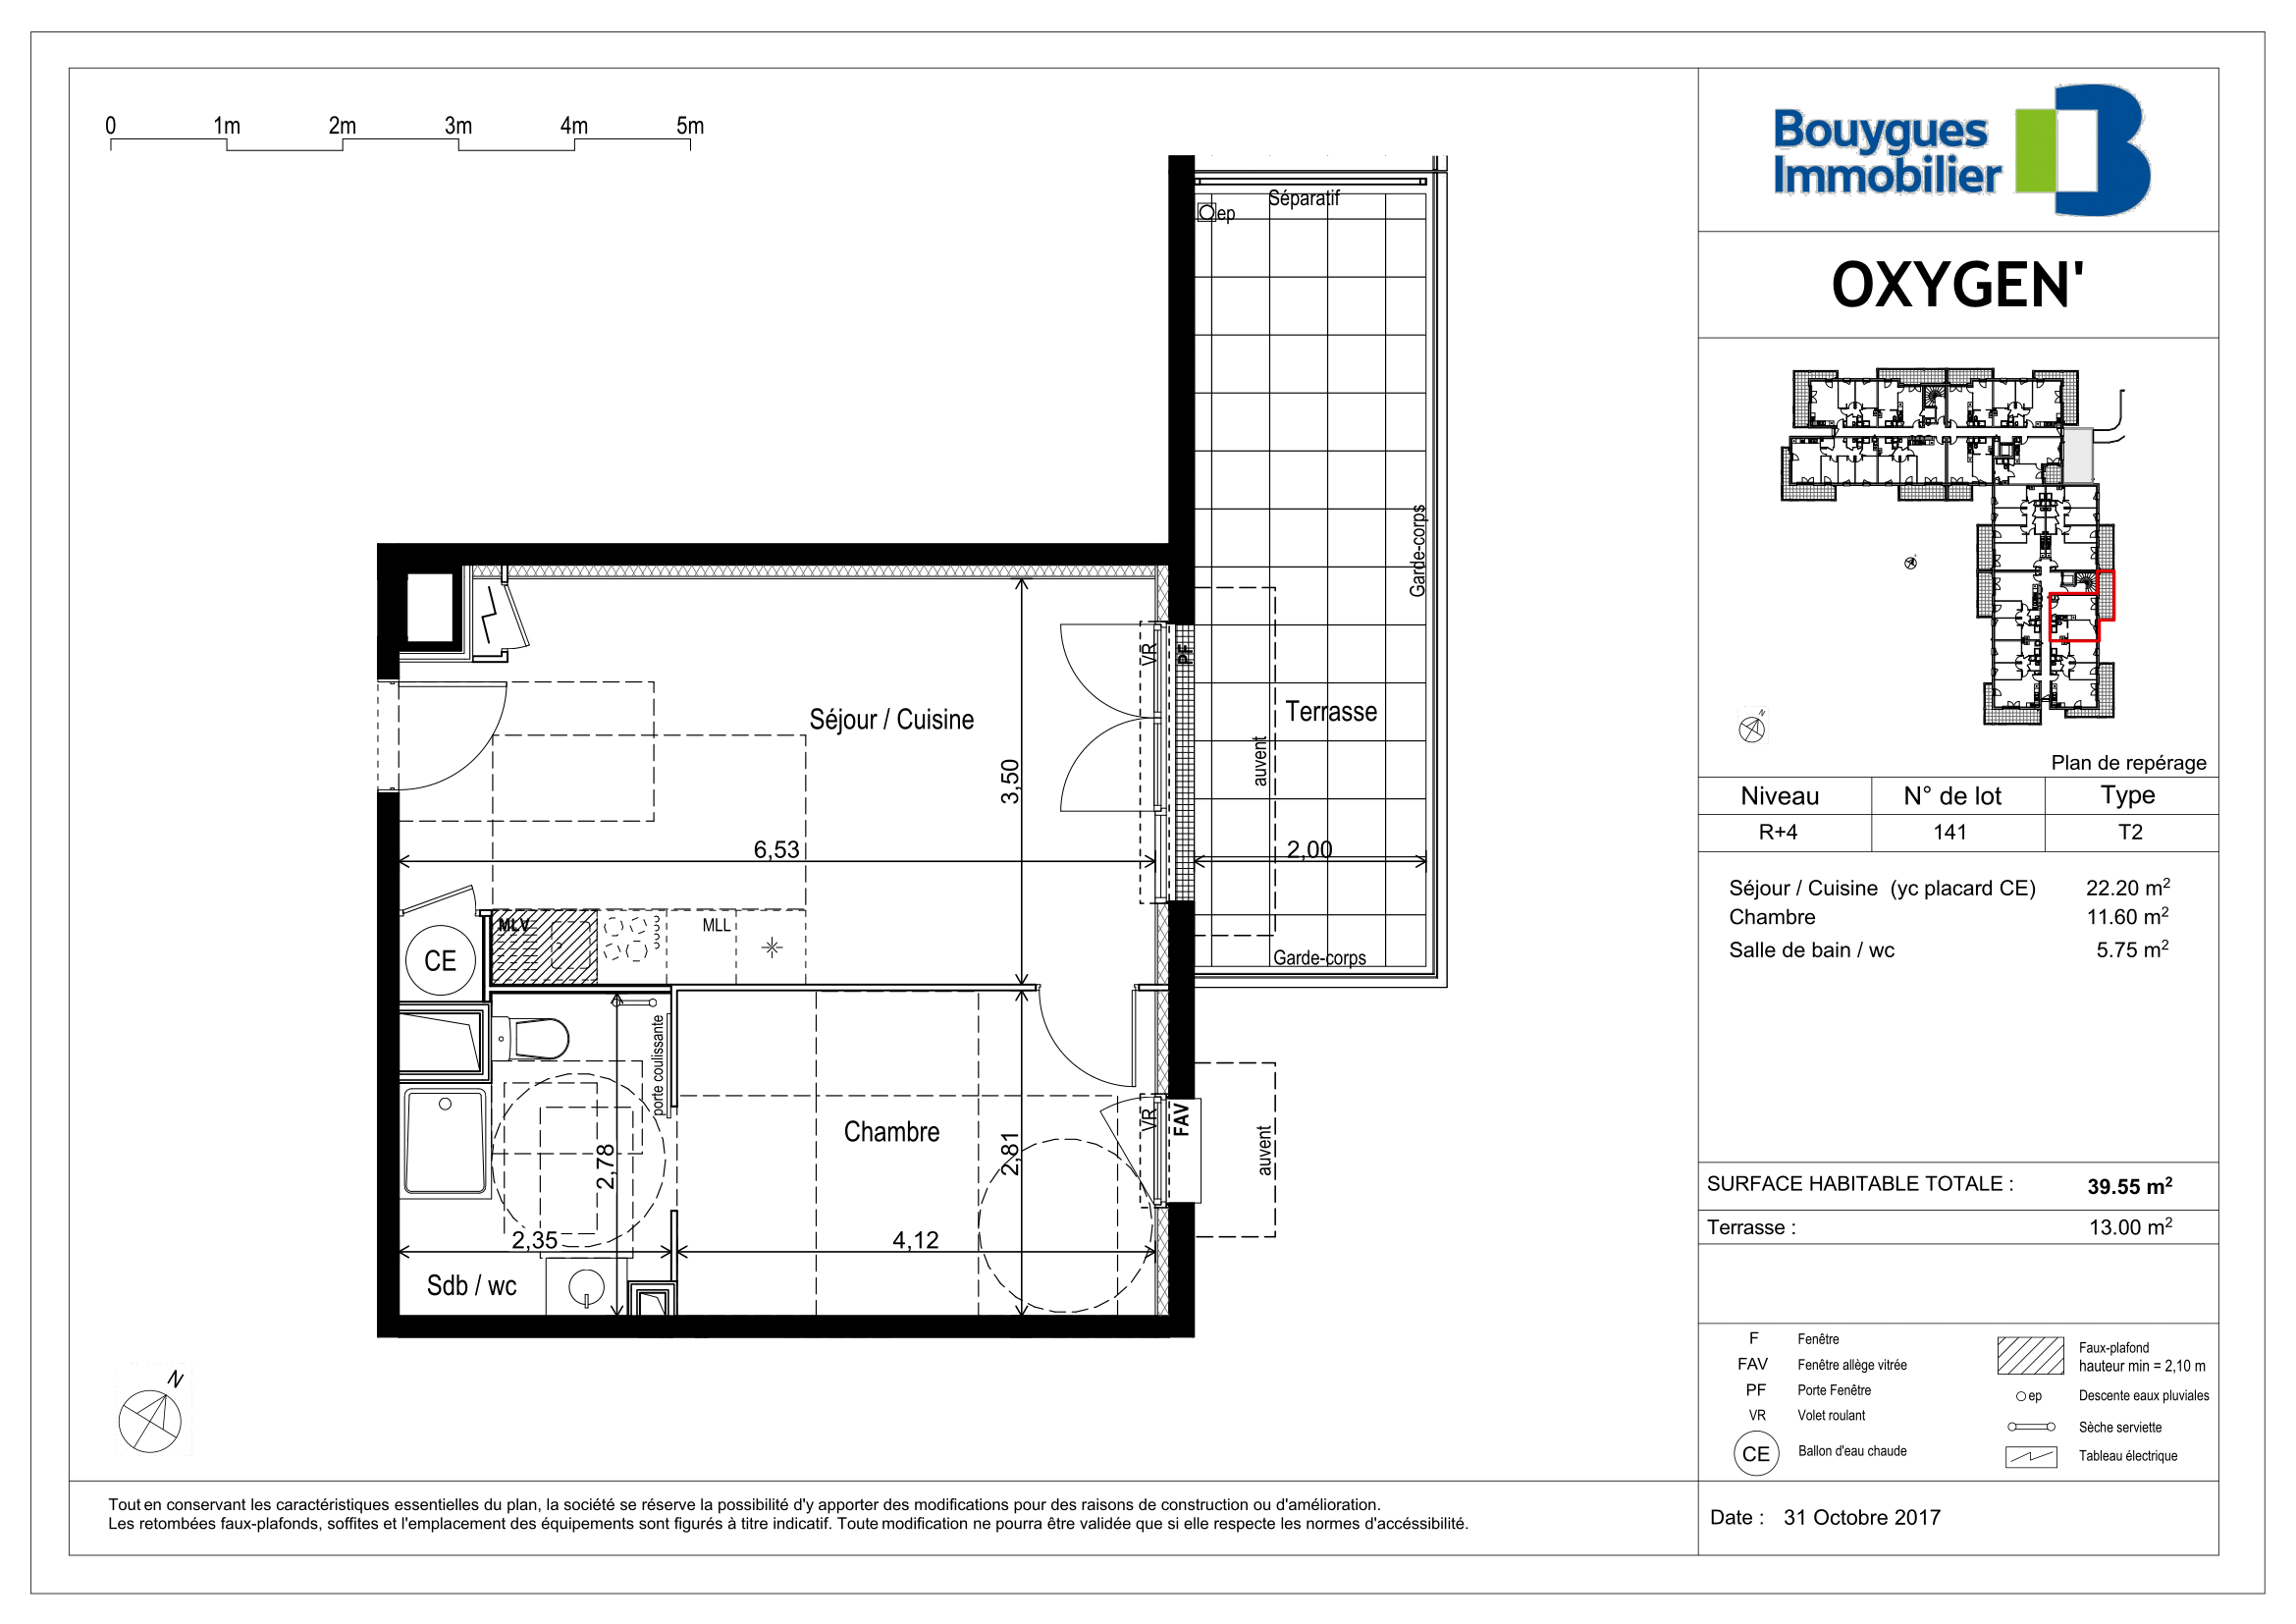 0 1m 2m 3m 4m 5m
Bouygues
Immobilier
OXYGEN'
Séparatif
ep
Garde-corps
VR
PF
Séjour / Cuisine
Terrasse
auvent
3,50
6,53
2,00
MLV
MLL
CE
Garde-corps
porte coulissante
Chambre
VR
FAV
auvent
2,78
2,81
2,35
4,12
Sdb / wc
N
N
Plan de repérage
Niveau N° de lot Type
R+4 141 T2
Séjour / Cuisine (yc placard CE) 22.20 m²
Chambre 11.60 m²
Salle de bain / wc 5.75 m²
SURFACE HABITABLE TOTALE : 39.55 m²
Terrasse : 13.00 m²
F Fenêtre
FAV Fenêtre allège vitrée
PF Porte Fenêtre
VR Volet roulant
CE Ballon d'eau chaude
Faux-plafond
hauteur min = 2,10 m
ep Descente eaux pluviales
Sèche serviette
Tableau électrique
Tout en conservant les caractéristiques essentielles du plan, la société se réserve la possibilité d'y apporter des modifications pour des raisons de construction ou d'amélioration.
Les retombées faux-plafonds, soffites et l'emplacement des équipements sont figurés à titre indicatif. Toute modification ne pourra être validée que si elle respecte les normes d'accéssibilité.
Date : 31 Octobre 2017